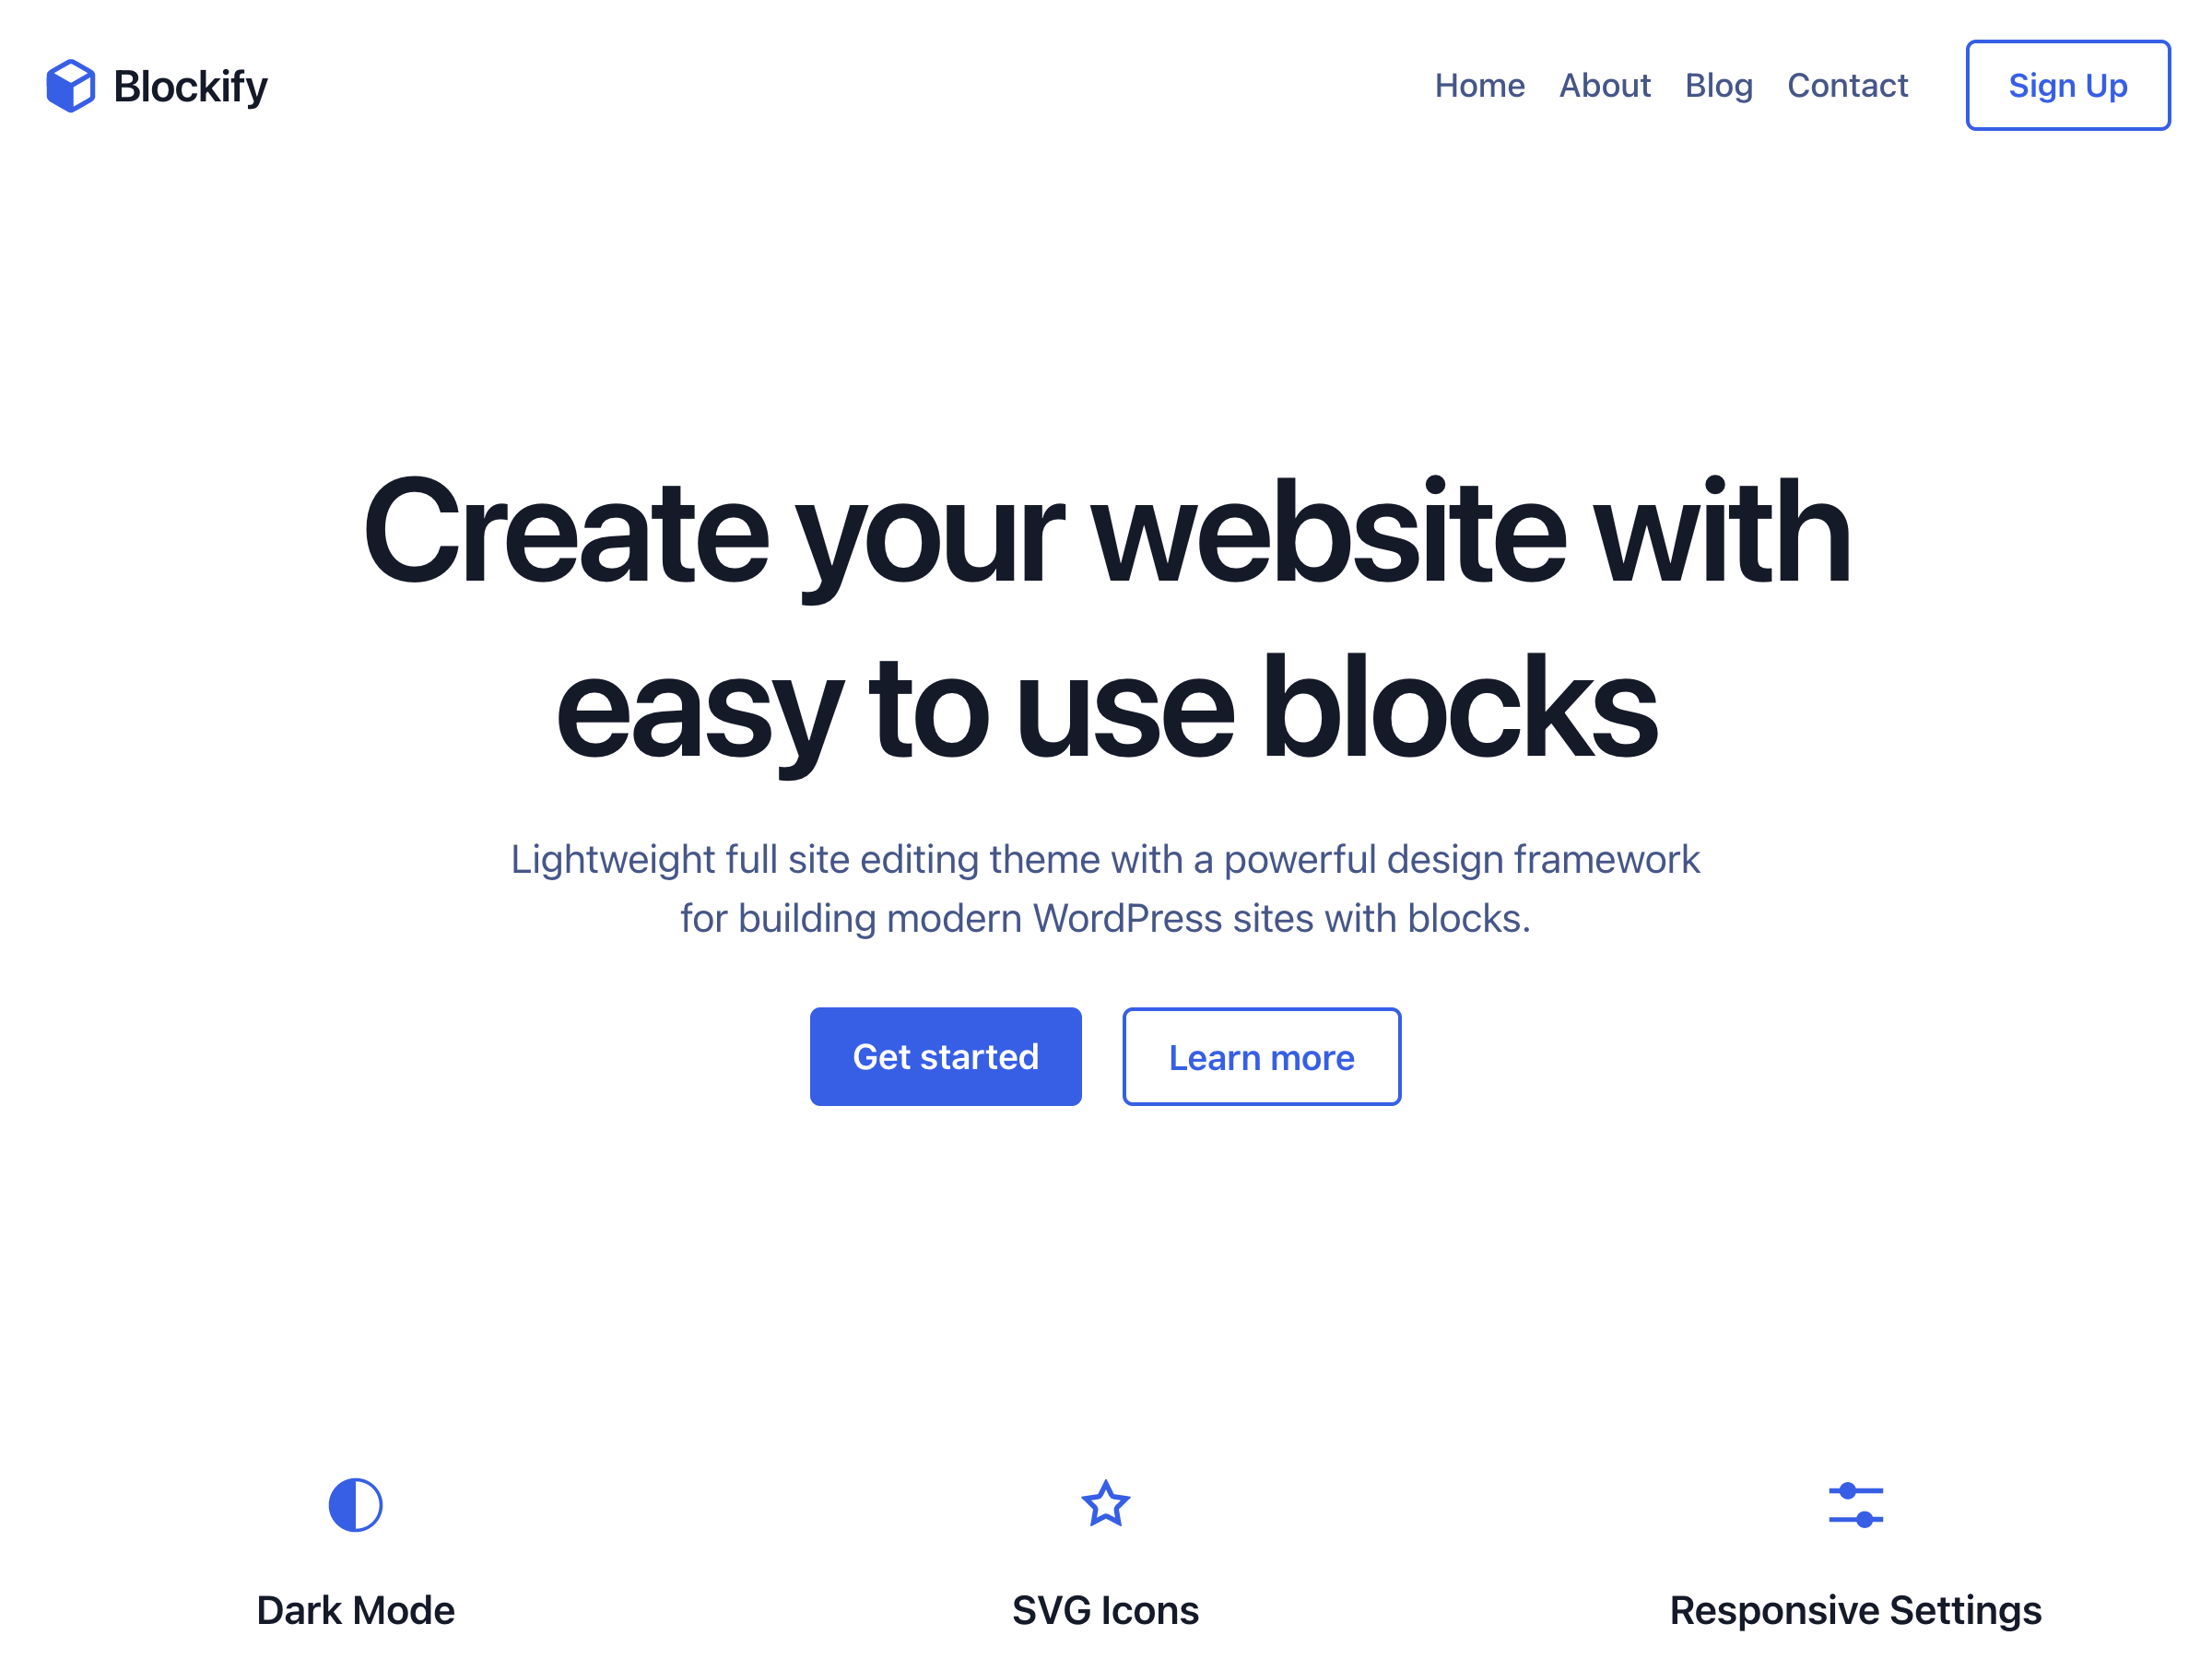 Blockify
Home About Blog Contact Sign Up
Create your website with
easy to use blocks
Lightweight full site editing theme with a powerful design framework
for building modern WordPress sites with blocks.
Get started Learn more
Dark Mode SVG Icons Responsive Settings